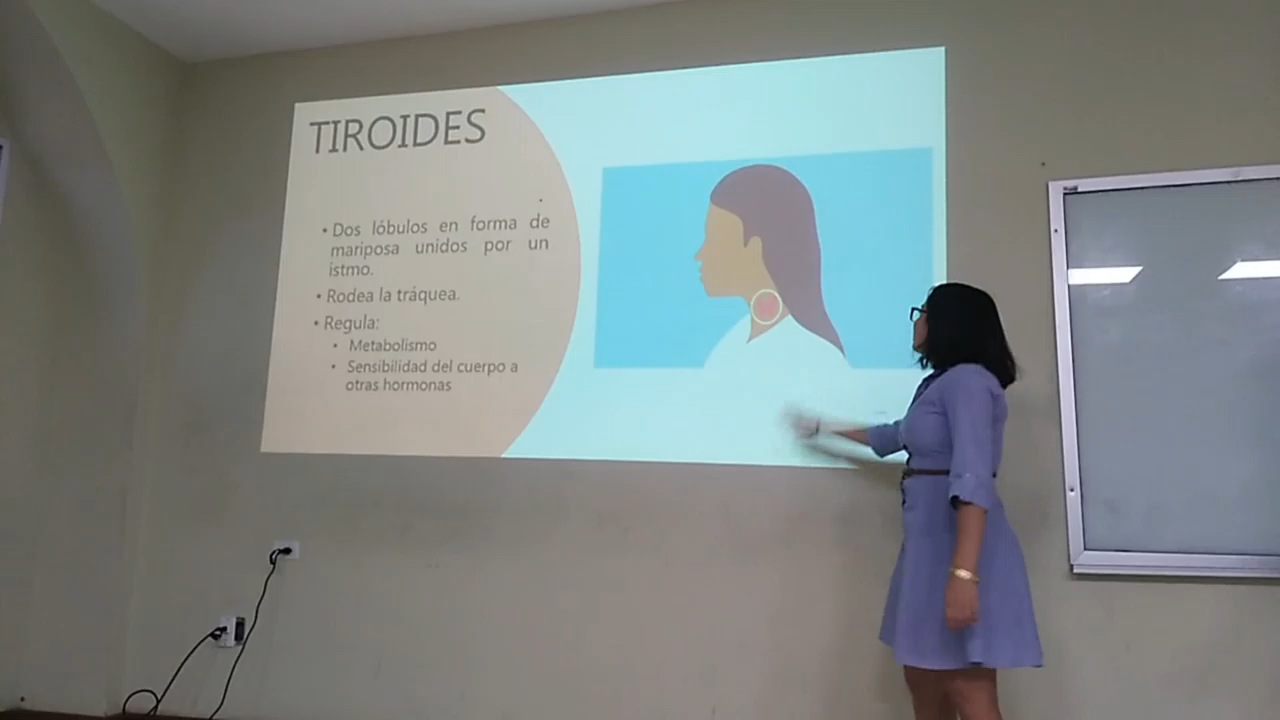 TIROIDES
• Dos lóbulos en forma de
mariposa unidos por un
istmo.
• Rodea la tráquea.
• Regula:
• Metabolismo
• Sensibilidad del cuerpo a
otras hormonas